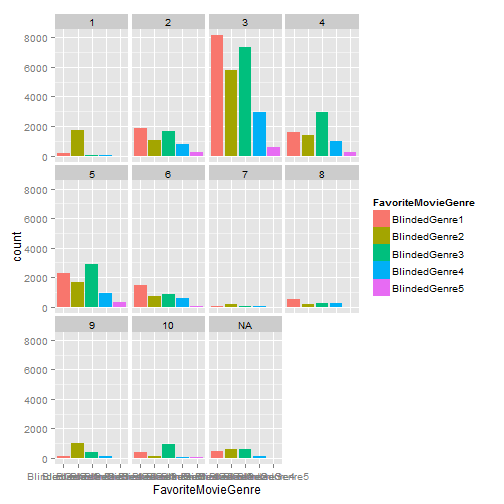 1 2 3 4
8000
6000
4000
2000
0
5 6 7 8
8000
6000
4000
2000
0
9 10 NA
8000
6000
4000
2000
0
count
FavoriteMovieGenre
FavoriteMovieGenre
BlindedGenre1
BlindedGenre2
BlindedGenre3
BlindedGenre4
BlindedGenre5